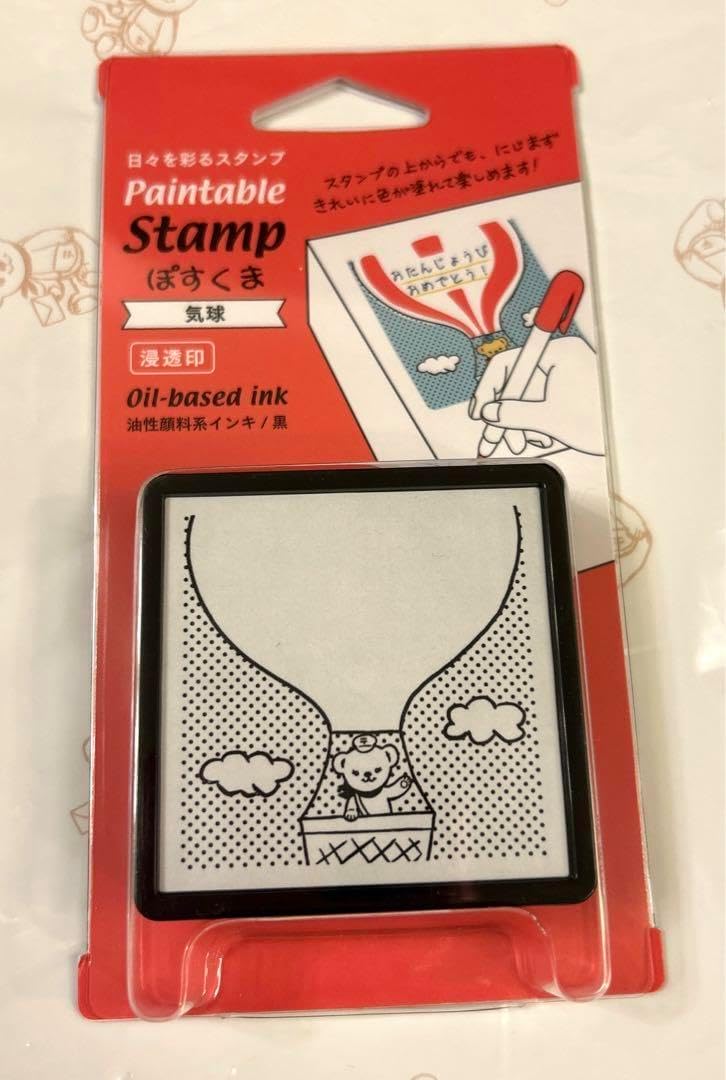 日々を彩るスタンプ
Paintable
Stamp
ぽすくま
気球
浸透印
Oil-based ink
油性顔料系インキ/黒
スタンプの上からでも、にじまず
きれいに色が塗れて楽しめます!
おたんじょうび
おめでとう!
〒